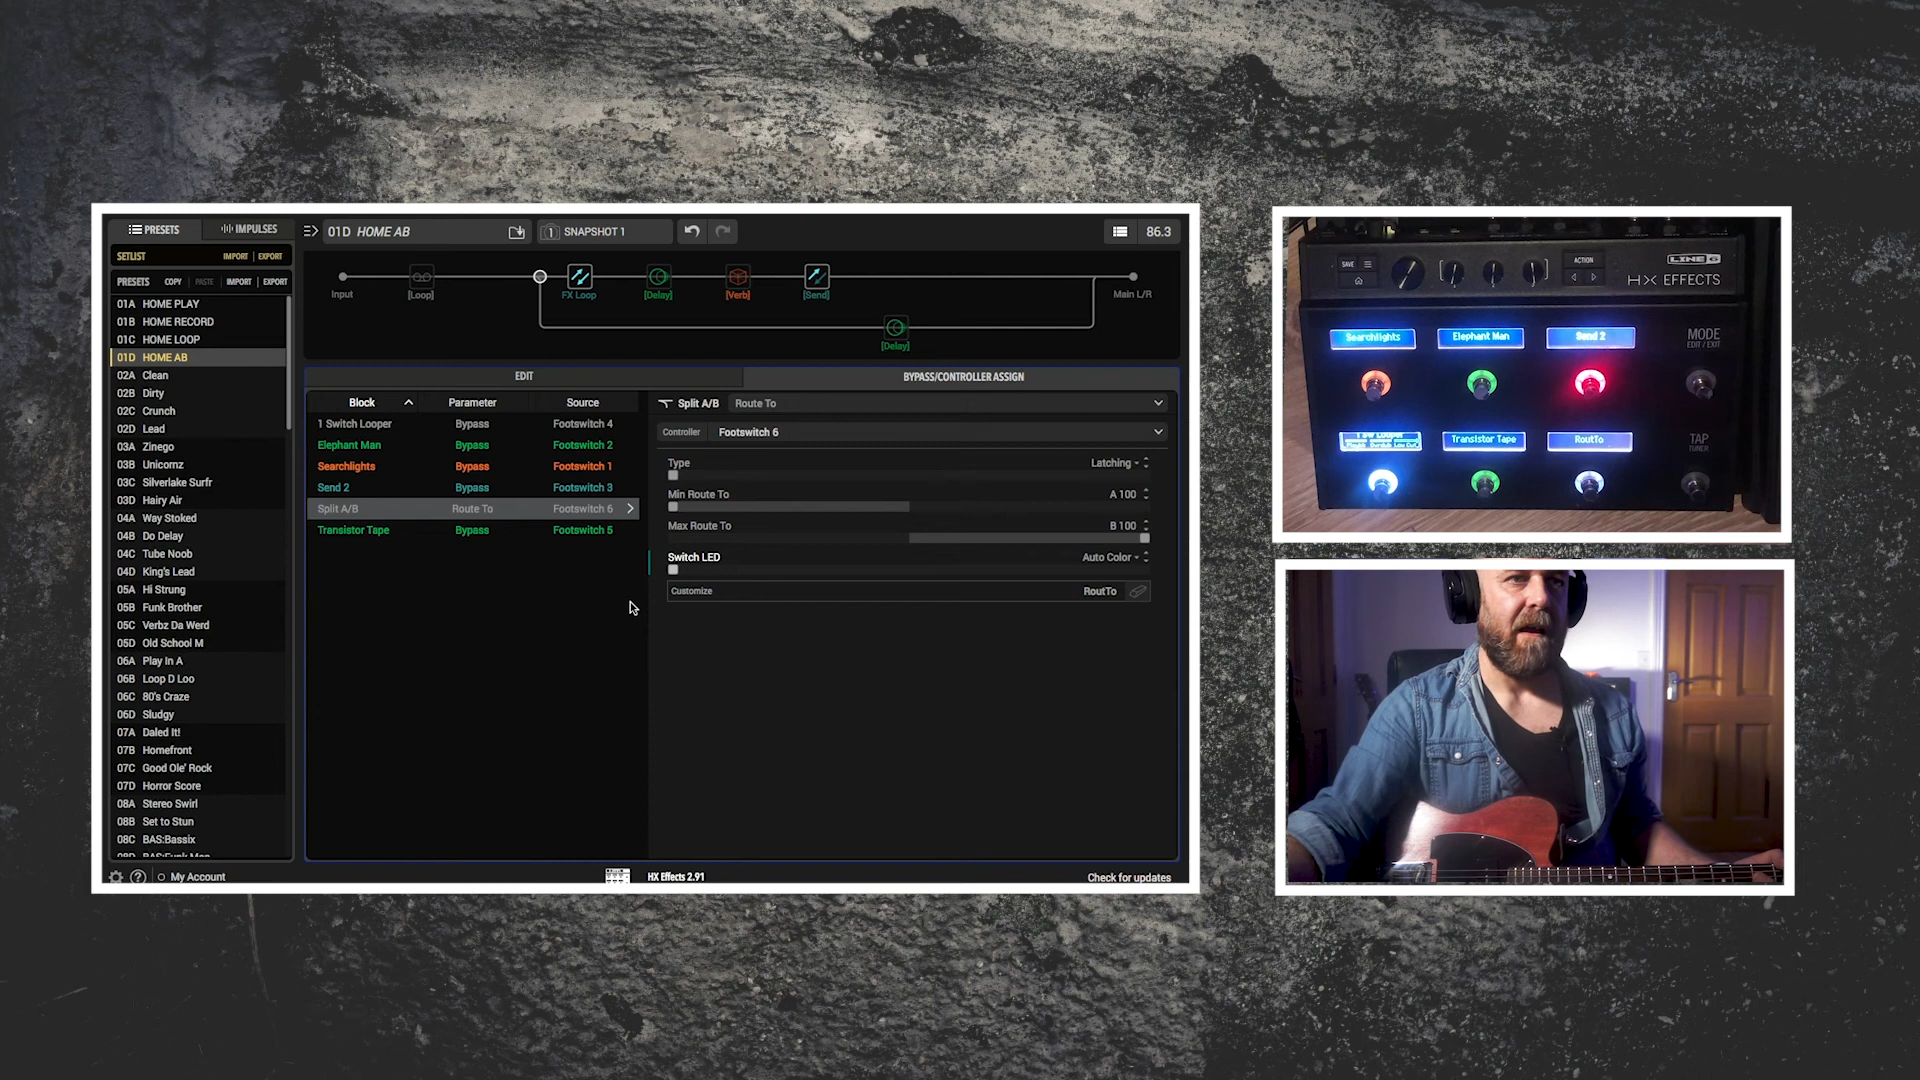 PRESETS
IMPULSES
01D HOME AB
1 SNAPSHOT 1
86.3
SETLIST IMPORT EXPORT
PRESETS COPY PASTE IMPORT EXPORT
01A HOME PLAY
01B HOME RECORD
01C HOME LOOP
01D HOME AB
02A Clean
02B Dirty
02C Crunch
02D Lead
03A Zinego
03B Unicornz
03C Silverlake Surfr
03D Hairy Air
04A Way Stoked
04B Do Delay
04C Tube Noob
04D King's Lead
05A Hi Strung
05B Funk Brother
05C Verbz Da Werd
05D Old School M
06A Play In A
06B Loop D Loo
06C 80's Craze
06D Sludgy
07A Daled It!
07B Homefront
07C Good Ole' Rock
07D Horror Score
08A Stereo Swirl
08B Set to Stun
08C BAS:Bassix
08D BAS:Funk Man
My Account
Input
[Loop]
FX Loop
[Delay]
[Verb]
[Send]
Main L/R
[Delay]
EDIT
BYPASS/CONTROLLER ASSIGN
Block Parameter Source
1 Switch Looper Bypass Footswitch 4
Elephant Man Bypass Footswitch 2
Searchlights Bypass Footswitch 1
Send 2 Bypass Footswitch 3
Split A/B Route To Footswitch 6
Transistor Tape Bypass Footswitch 5
Split A/B Route To
Controller Footswitch 6
Type Latching
Min Route To A 100
Max Route To B 100
Switch LED Auto Color
Customize RoutTo
HX Effects 2.91
Check for updates
SAVE
ACTION
LINE 6
HX EFFECTS
Searchlights
Elephant Man
Send 2
MODE
EDIT / EXIT
1 Sw Looper
Transistor Tape
RoutTo
TAP
TUNER